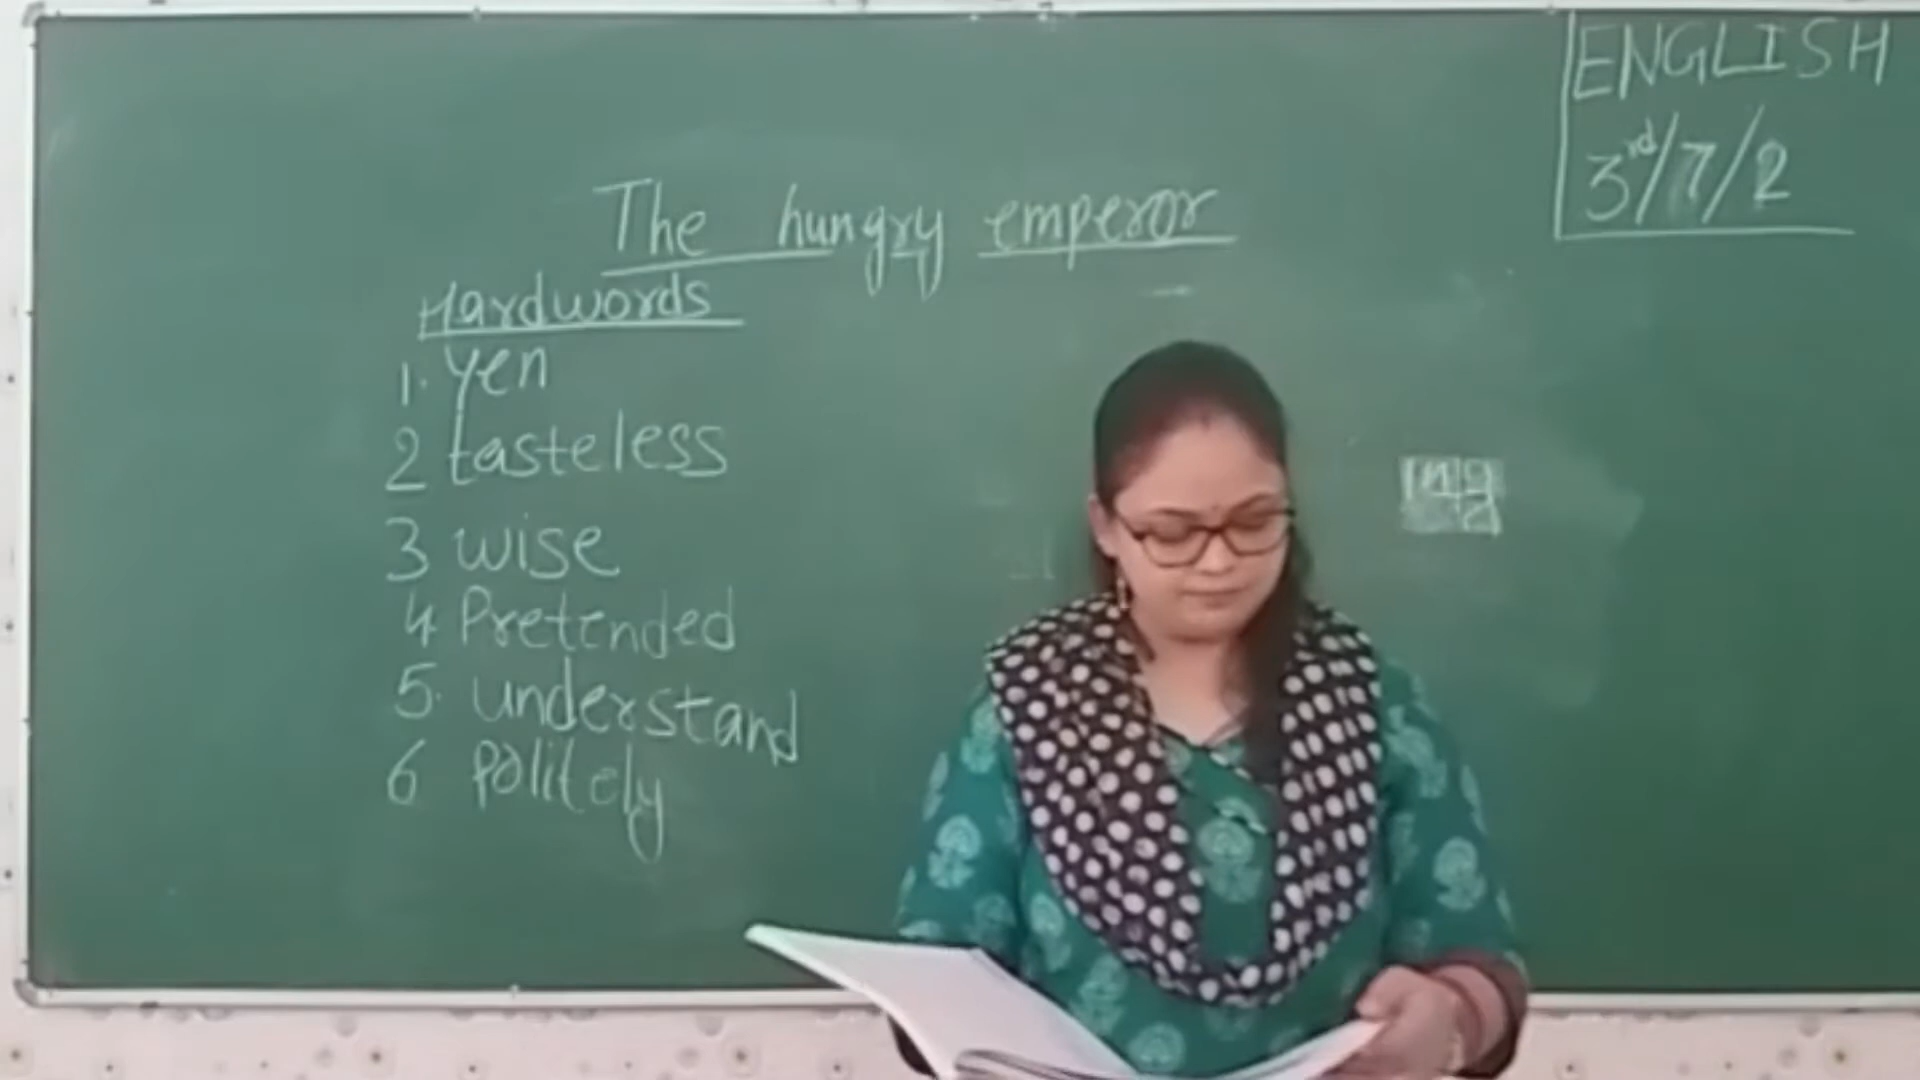 ENGLISH
3rd/7/2
The hungry emperor
Hardwords
1. Yen
2 tasteless
3 wise
4 Pretended
5. understand
6 Politely